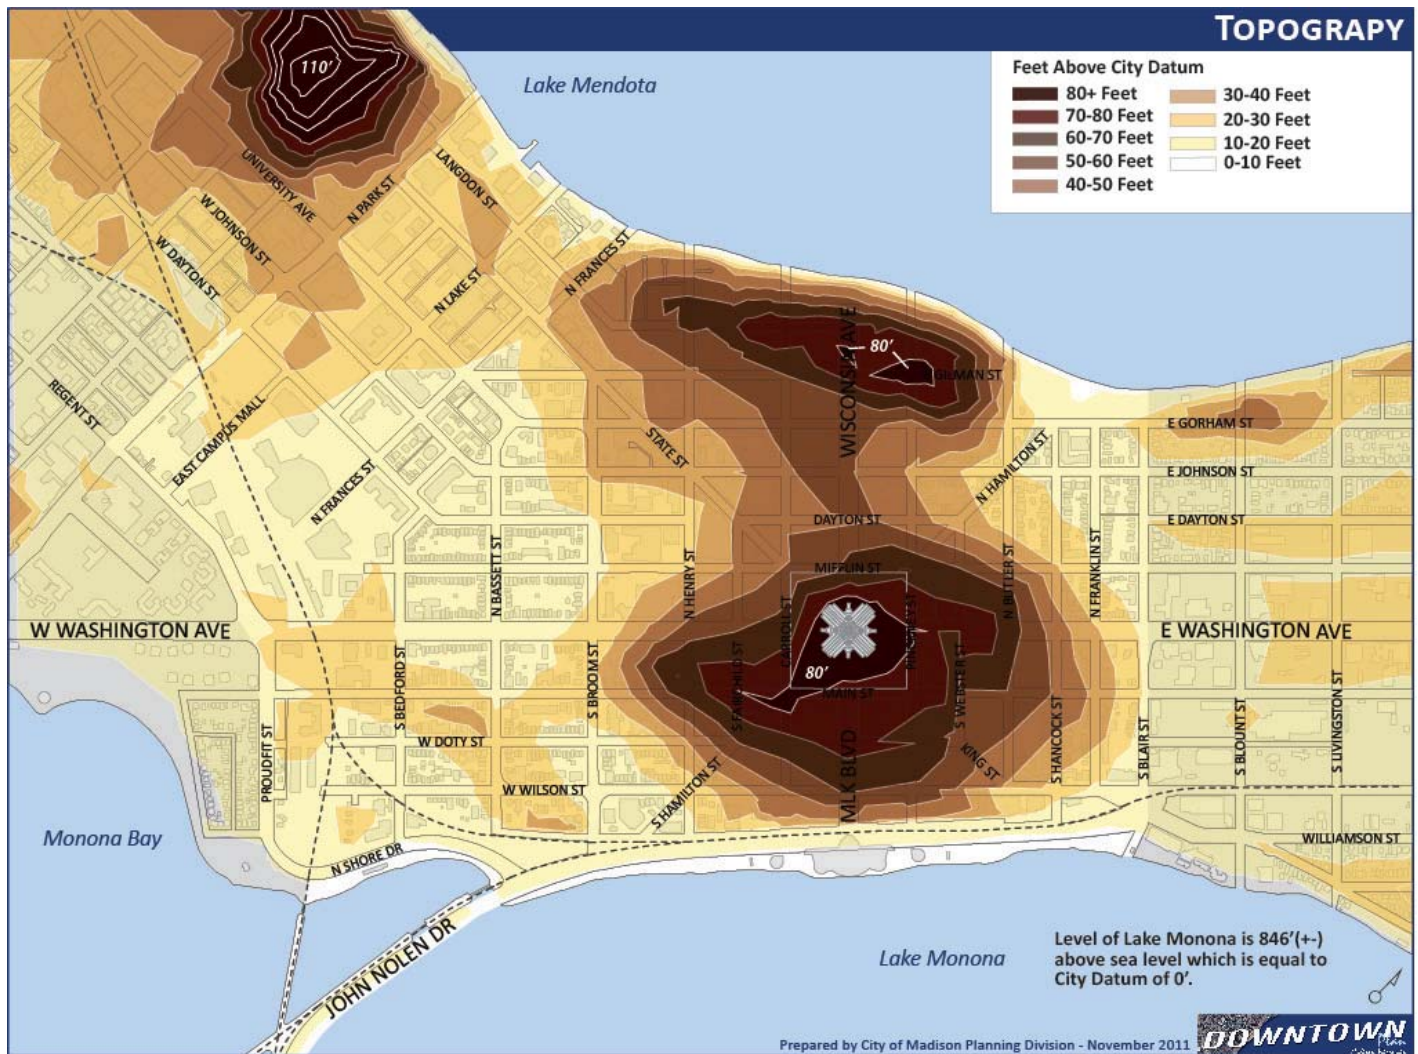 TOPOGRAPY
Feet Above City Datum
80+ Feet
70-80 Feet
60-70 Feet
50-60 Feet
40-50 Feet
30-40 Feet
20-30 Feet
10-20 Feet
0-10 Feet
Lake Mendota
110'
UNIVERSITY AVE
N PARK ST
LANGDON ST
W JOHNSON ST
W DAYTON ST
N LAKE ST
N FRANCES ST
WISCONSIN AVE
80'
GILMAN ST
REGENT ST
EAST CAMPUS MALL
N FRANCES ST
STATE ST
N HAMILTON ST
E GORHAM ST
E JOHNSON ST
E DAYTON ST
DAYTON ST
MIFFLIN ST
N BASSETT ST
N HENRY ST
N BUTLER ST
N FRANKLIN ST
CARROLL ST
PINCKNEY ST
W WASHINGTON AVE
E WASHINGTON AVE
80'
MAIN ST
S BEDFORD ST
S BROOM ST
S FAIRCHILD ST
S WEBSTER ST
S HANCOCK ST
S BLAIR ST
S BLOUNT ST
S LIVINGSTON ST
PROUDFIT ST
W DOTY ST
W WILSON ST
S HAMILTON ST
MLK BLVD
KING ST
WILLIAMSON ST
Monona Bay
N SHORE DR
JOHN NOLEN DR
Lake Monona
Level of Lake Monona is 846'(+-)
above sea level which is equal to
City Datum of 0'.
Prepared by City of Madison Planning Division - November 2011
DOWNTOWN
Plan